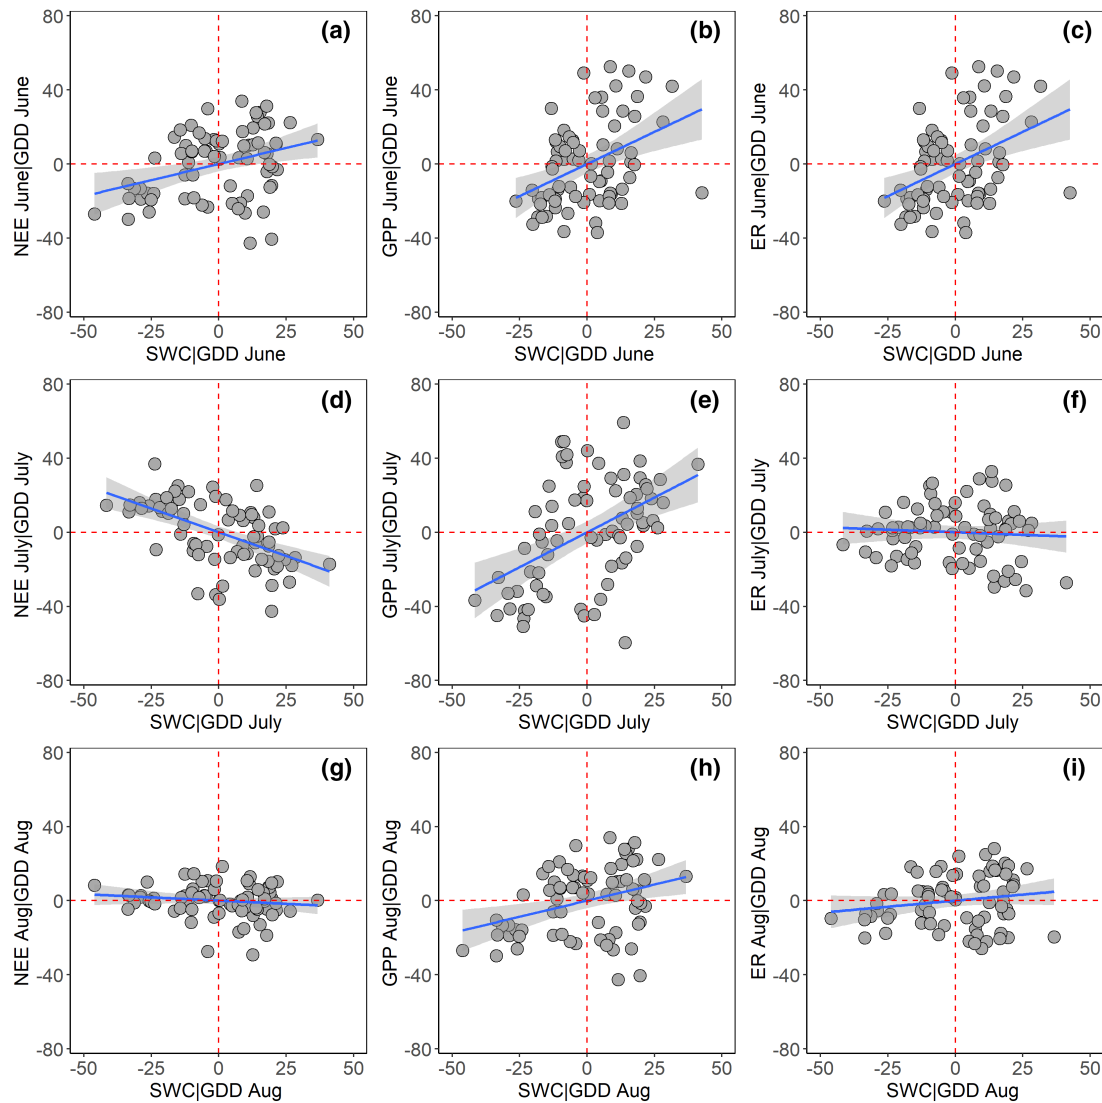 (a)
NEE June|GDD June
80
40
0
-40
-80
-50 -25 0 25 50
SWC|GDD June
(b)
GPP June|GDD June
80
40
0
-40
-80
-50 -25 0 25 50
SWC|GDD June
(c)
ER June|GDD June
80
40
0
-40
-80
-50 -25 0 25 50
SWC|GDD June
(d)
NEE July|GDD July
80
40
0
-40
-80
-50 -25 0 25 50
SWC|GDD July
(e)
GPP July|GDD July
80
40
0
-40
-80
-50 -25 0 25 50
SWC|GDD July
(f)
ER July|GDD July
80
40
0
-40
-80
-50 -25 0 25 50
SWC|GDD July
(g)
NEE Aug|GDD Aug
80
40
0
-40
-80
-50 -25 0 25 50
SWC|GDD Aug
(h)
GPP Aug|GDD Aug
80
40
0
-40
-80
-50 -25 0 25 50
SWC|GDD Aug
(i)
ER Aug|GDD Aug
80
40
0
-40
-80
-50 -25 0 25 50
SWC|GDD Aug